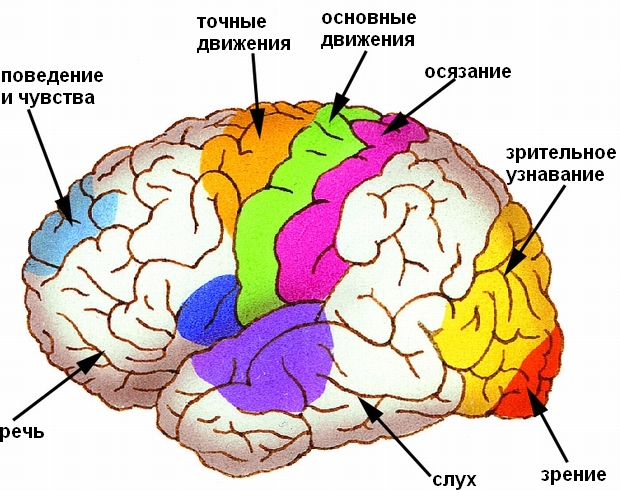 точные
движения
основные
движения
поведение
и чувства
осязание
зрительное
узнавание
речь
слух
зрение